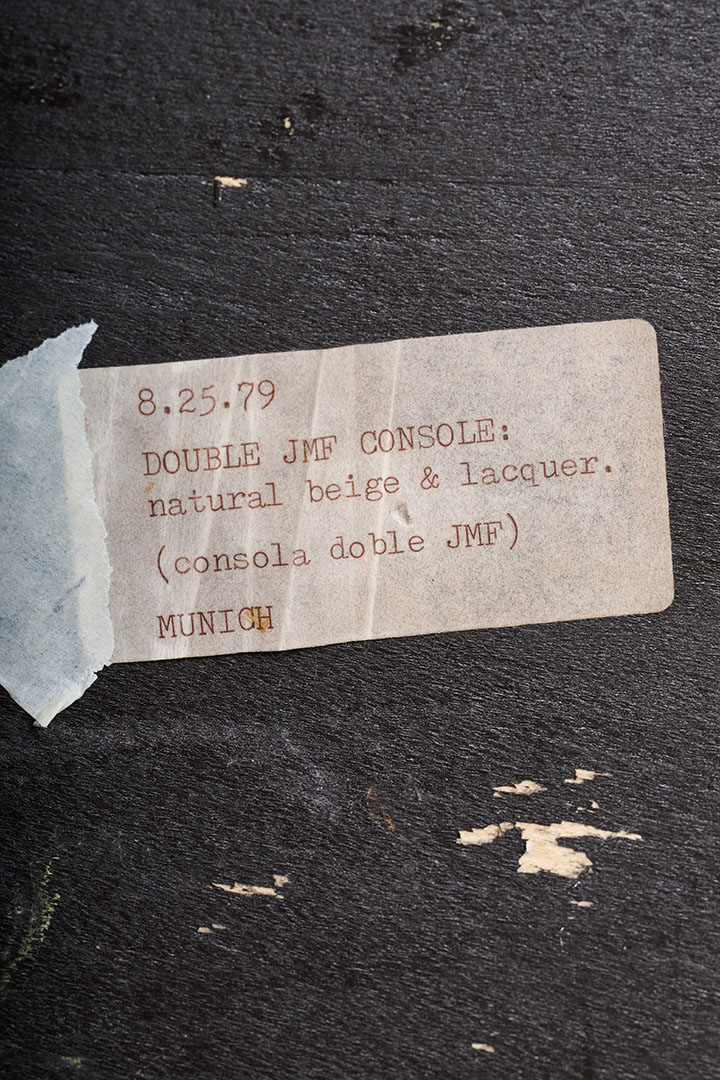 8.25.79
DOUBLE JMF CONSOLE:
natural beige & lacquer.
(consola doble JMF)
MUNICH